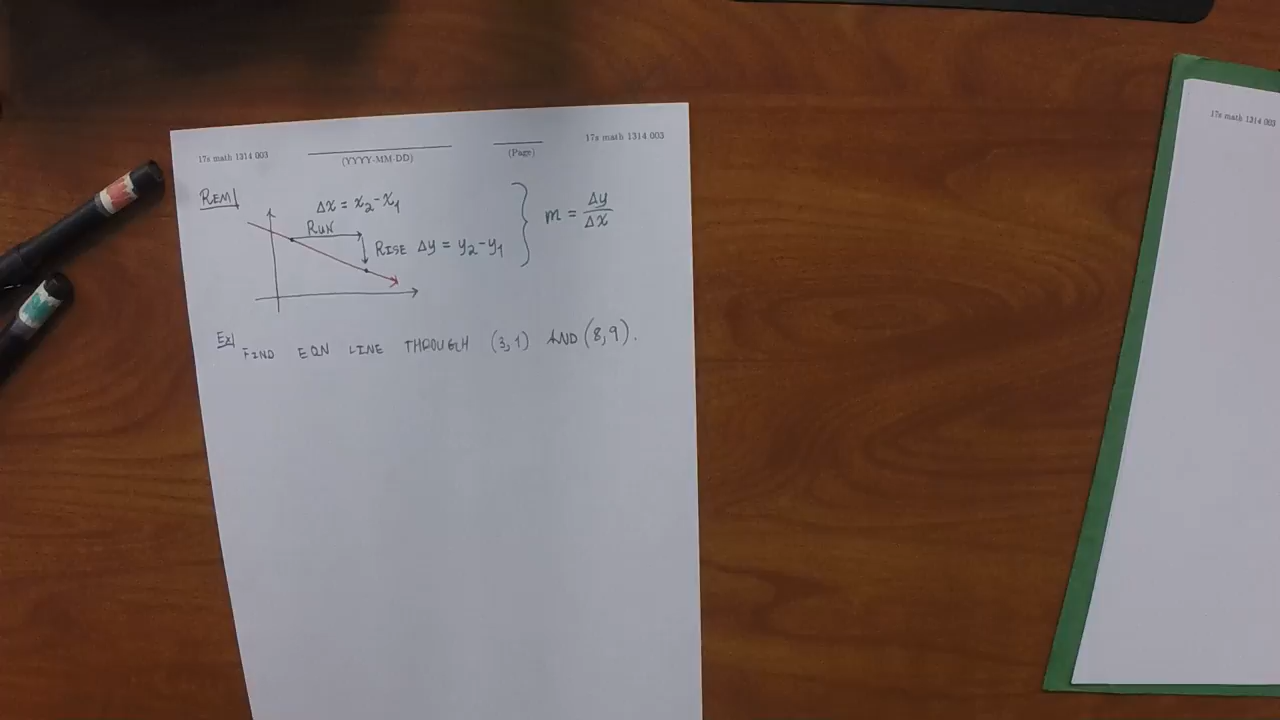 17s math 1314 003
(YYYY-MM-DD)
(Page)
17s math 1314 003
REM|
Δx = x₂-x₁
RUN
RISE Δy = y₂-y₁
m = Δy/Δx
Ex|
FIND EQN LINE THROUGH (3,1) AND (8,9).
17s math 1314 003